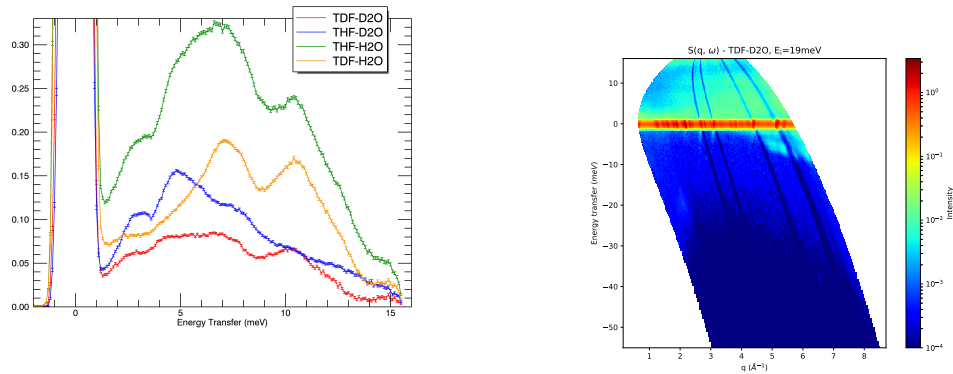 TDF-D2O
THF-D2O
THF-H2O
TDF-H2O
0.30
0.25
0.20
0.15
0.10
0.05
0.00
0 5 10 15
Energy Transfer (meV)
S(q, ω) - TDF-D2O, Eᵢ=19meV
Energy transfer (meV)
10
0
−10
−20
−30
−40
−50
1 2 3 4 5 6 7 8
q (Å⁻¹)
10⁰
10⁻¹
10⁻²
10⁻³
10⁻⁴
Intensity